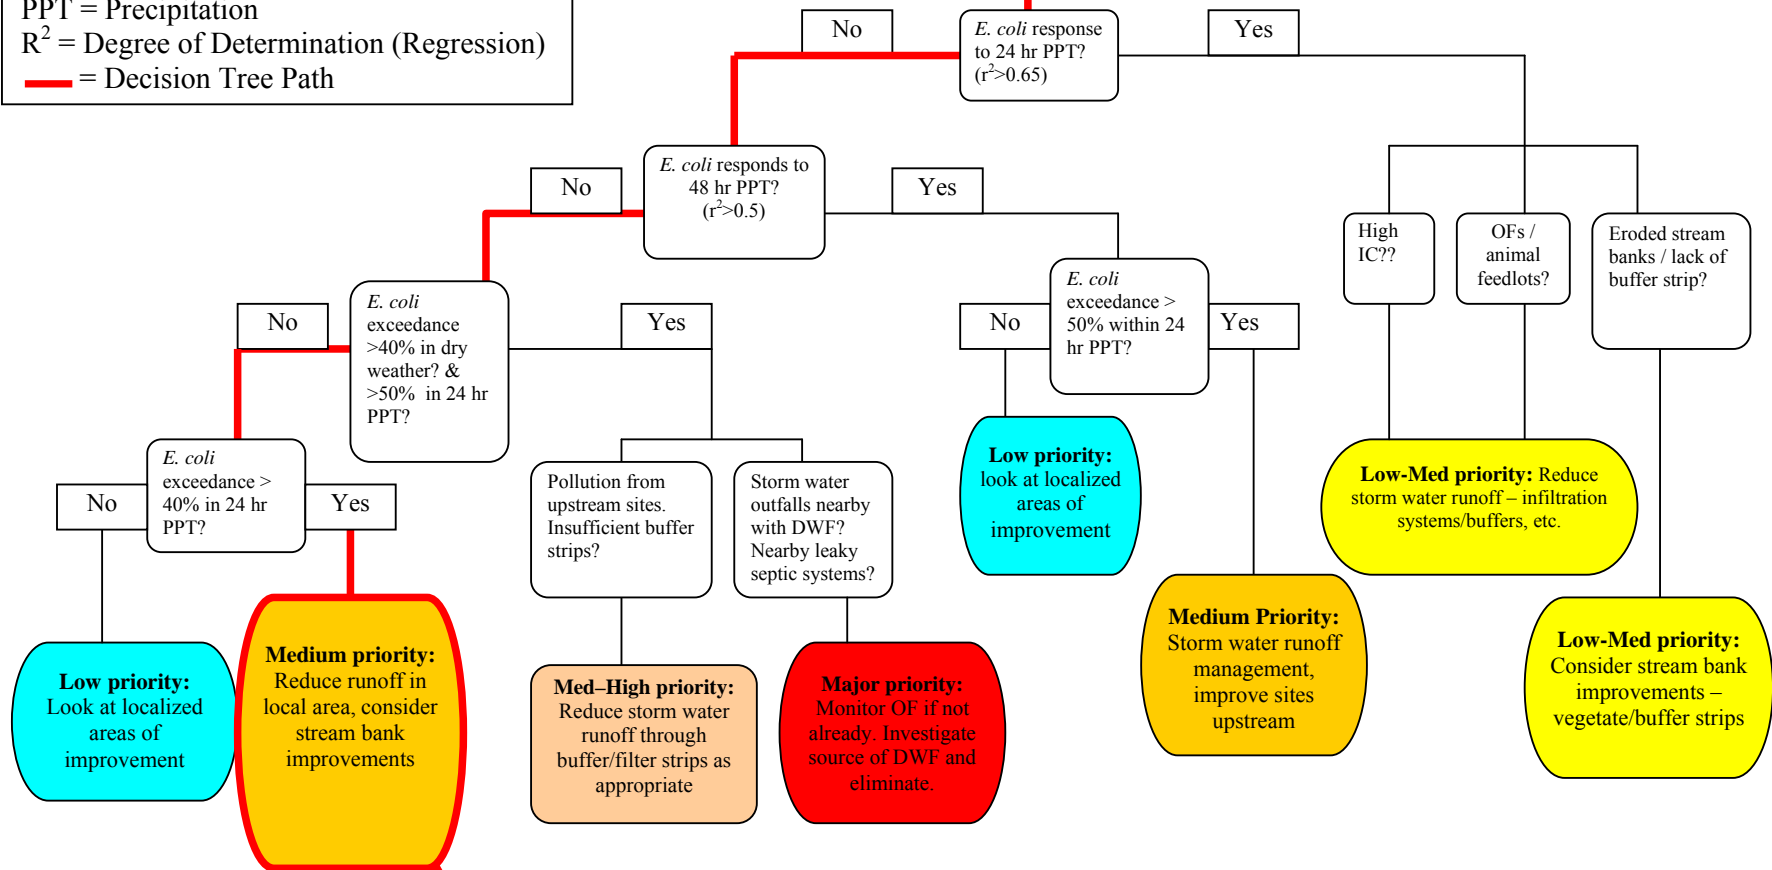 PPT = Precipitation
R² = Degree of Determination (Regression)
= Decision Tree Path
No
E. coli response
to 24 hr PPT?
(r²>0.65)
Yes
No
E. coli responds to
48 hr PPT?
(r²>0.5)
Yes
High
IC??
OFs /
animal
feedlots?
Eroded stream
banks / lack of
buffer strip?
No
E. coli
exceedance
>40% in dry
weather? &
>50% in 24 hr
PPT?
Yes
No
E. coli
exceedance >
50% within 24
hr PPT?
Yes
No
E. coli
exceedance >
40% in 24 hr
PPT?
Yes
Pollution from
upstream sites.
Insufficient buffer
strips?
Storm water
outfalls nearby
with DWF?
Nearby leaky
septic systems?
Low priority:
look at localized
areas of
improvement
Low-Med priority: Reduce
storm water runoff – infiltration
systems/buffers, etc.
Low priority:
Look at localized
areas of
improvement
Medium priority:
Reduce runoff in
local area, consider
stream bank
improvements
Med–High priority:
Reduce storm water
runoff through
buffer/filter strips as
appropriate
Major priority:
Monitor OF if not
already. Investigate
source of DWF and
eliminate.
Medium Priority:
Storm water runoff
management,
improve sites
upstream
Low-Med priority:
Consider stream bank
improvements –
vegetate/buffer strips